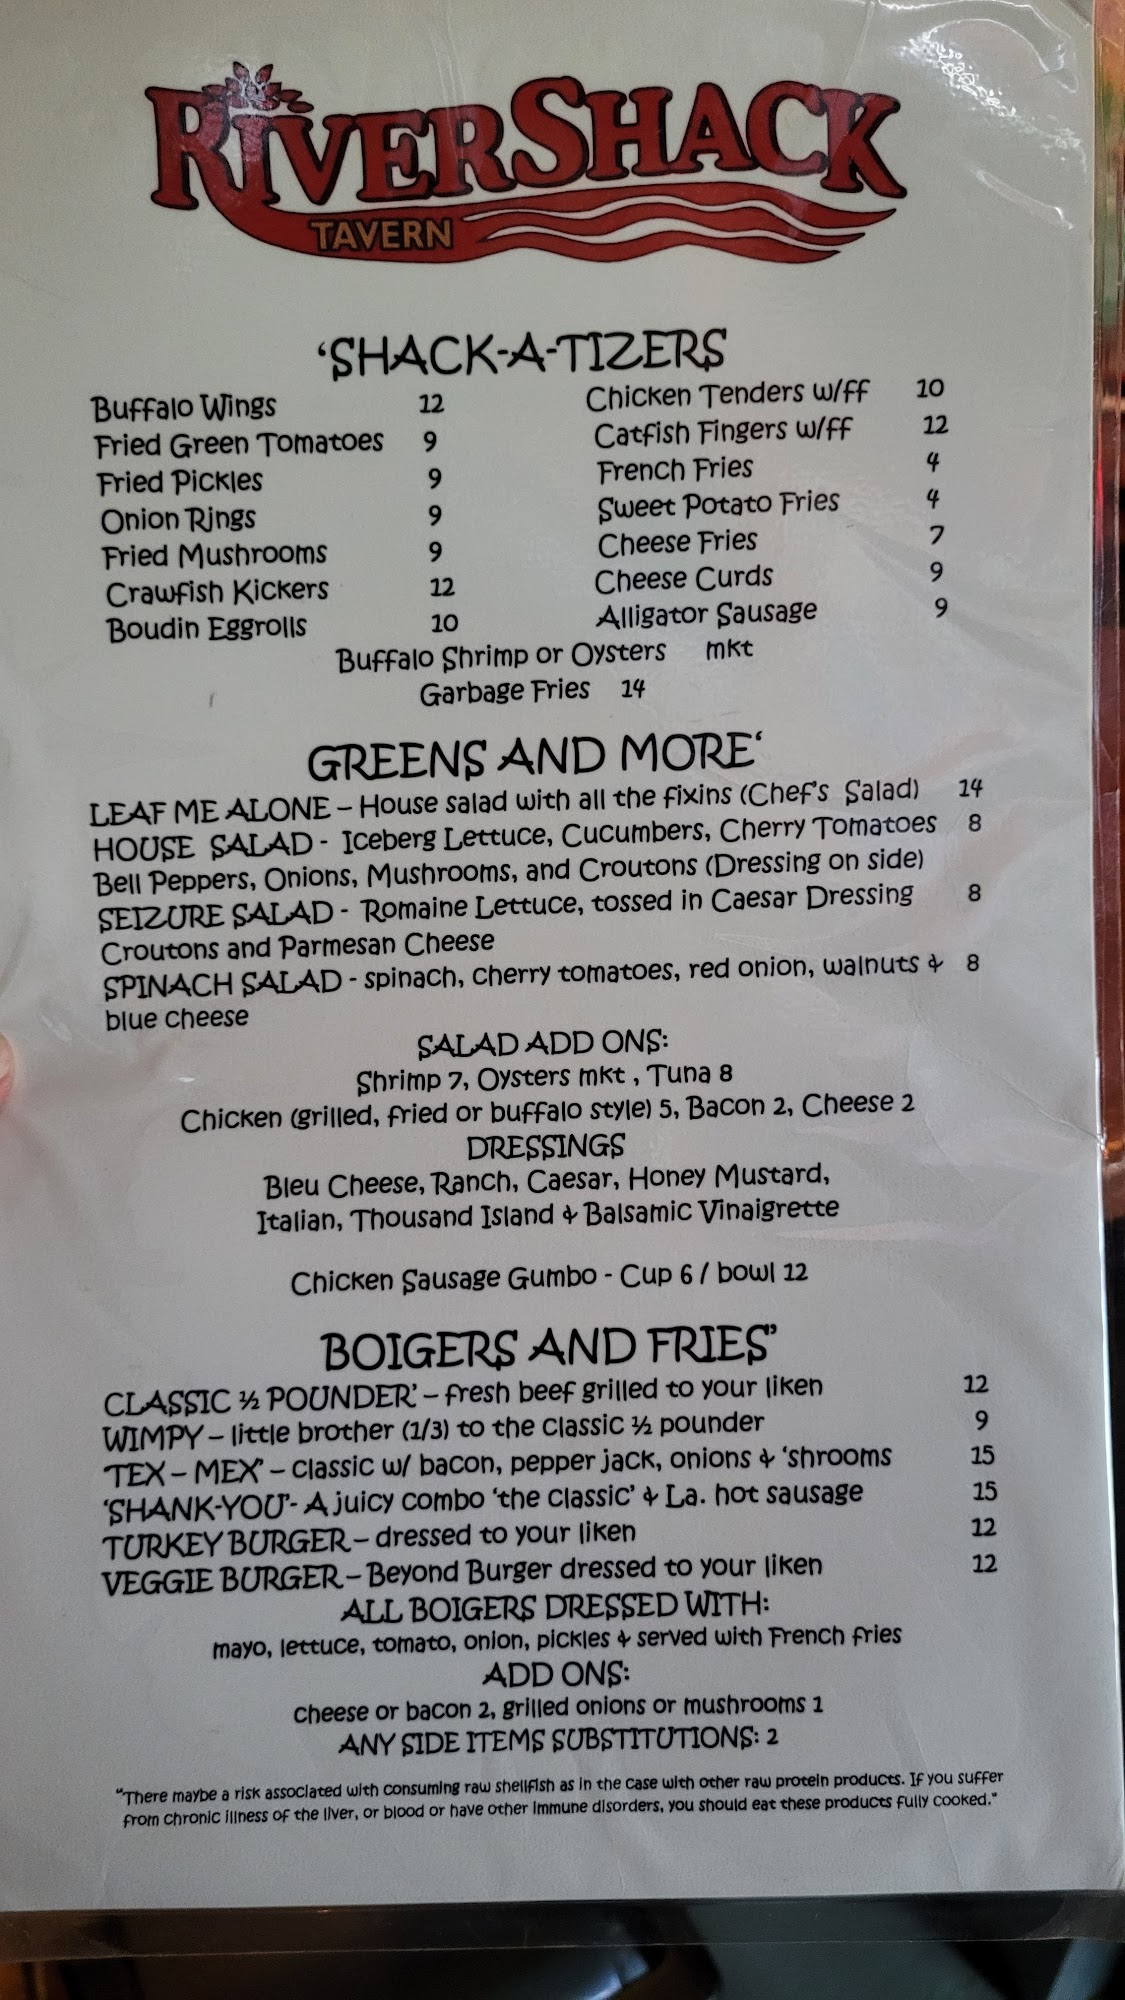 RIVERSHACK
TAVERN
‘SHACK-A-TIZERS
Buffalo Wings 12
Fried Green Tomatoes 9
Fried Pickles 9
Onion Rings 9
Fried Mushrooms 9
Crawfish Kickers 12
Boudin Eggrolls 10
Chicken Tenders w/ff 10
Catfish Fingers w/ff 12
French Fries 4
Sweet Potato Fries 4
Cheese Fries 7
Cheese Curds 9
Alligator Sausage 9
Buffalo Shrimp or Oysters mkt
Garbage Fries 14
GREENS AND MORE‘
LEAF ME ALONE – House salad with all the fixins (Chef's Salad) 14
HOUSE SALAD - Iceberg Lettuce, Cucumbers, Cherry Tomatoes 8
Bell Peppers, Onions, Mushrooms, and Croutons (Dressing on side)
SEIZURE SALAD - Romaine Lettuce, tossed in Caesar Dressing 8
Croutons and Parmesan Cheese
SPINACH SALAD - spinach, cherry tomatoes, red onion, walnuts & 8
blue cheese
SALAD ADD ONS:
Shrimp 7, Oysters mkt , Tuna 8
Chicken (grilled, fried or buffalo style) 5, Bacon 2, Cheese 2
DRESSINGS
Bleu Cheese, Ranch, Caesar, Honey Mustard,
Italian, Thousand Island & Balsamic Vinaigrette
Chicken Sausage Gumbo - Cup 6 / bowl 12
BOIGERS AND FRIES’
CLASSIC ½ POUNDER’ – fresh beef grilled to your liken 12
WIMPY – little brother (1/3) to the classic ½ pounder 9
‘TEX – MEX’ – classic w/ bacon, pepper jack, onions & ‘shrooms 15
‘SHANK-YOU’- A juicy combo ‘the classic’ & La. hot sausage 15
TURKEY BURGER – dressed to your liken 12
VEGGIE BURGER – Beyond Burger dressed to your liken 12
ALL BOIGERS DRESSED WITH:
mayo, lettuce, tomato, onion, pickles & served with French fries
ADD ONS:
cheese or bacon 2, grilled onions or mushrooms 1
ANY SIDE ITEMS SUBSTITUTIONS: 2
“There maybe a risk associated with consuming raw shellfish as in the case with other raw protein products. If you suffer
from chronic illness of the liver, or blood or have other immune disorders, you should eat these products fully cooked.”